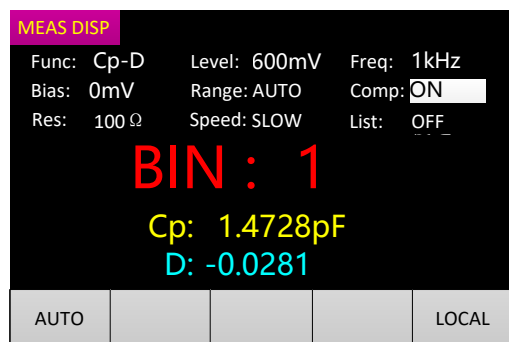 MEAS DISP
Func: Cp-D Level: 600mV Freq: 1kHz
Bias: 0mV Range: AUTO Comp: ON
Res: 100 Ω Speed: SLOW List: OFF
BIN : 1
Cp: 1.4728pF
D: -0.0281
AUTO LOCAL